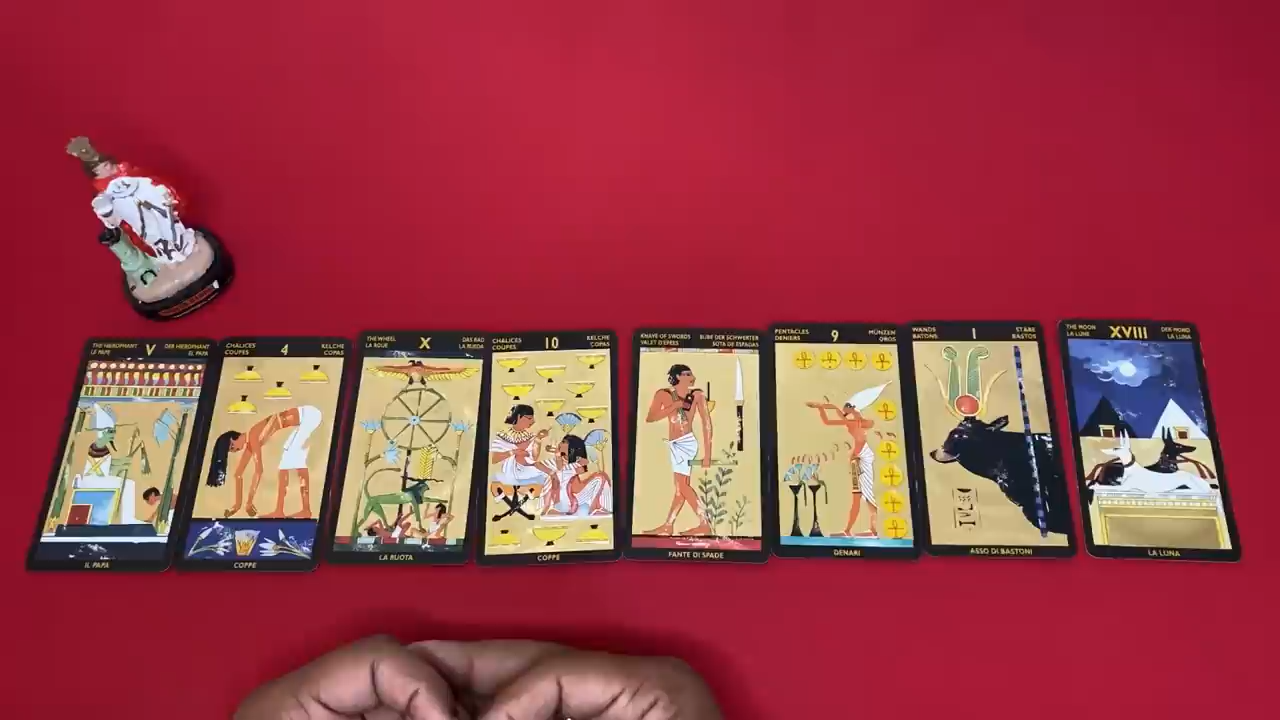 THE HIEROPHANT V DER HIEROPHANT
LE PAPE EL PAPA
IL PAPA
CHALICES 4 KELCHE
COUPES COPAS
COPPE
THE WHEEL X DAS RAD
LA ROUE LA RUEDA
LA RUOTA
CHALICES 10 KELCHE
COUPES COPAS
COPPE
KNAVE OF SWORDS BUBE DER SCHWERTER
VALET D'EPEES SOTA DE ESPADAS
FANTE DI SPADE
PENTACLES 9 MÜNZEN
DENIERS OROS
DENARI
WANDS I STÄBE
BATONS BASTOS
ASSO DI BASTONI
THE MOON XVIII DER MOND
LA LUNE LA LUNA
LA LUNA